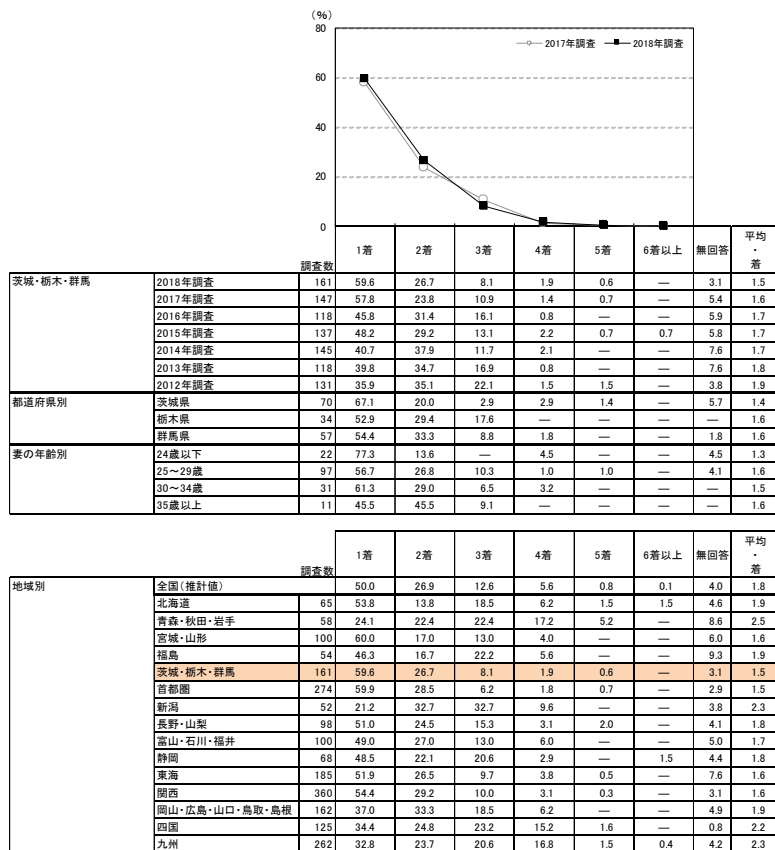 (%)
80
60
40
20
0
2017年調査 2018年調査
調査数 1着 2着 3着 4着 5着 6着以上 無回答 平均・着
茨城・栃木・群馬 2018年調査 161 59.6 26.7 8.1 1.9 0.6 — 3.1 1.5
2017年調査 147 57.8 23.8 10.9 1.4 0.7 — 5.4 1.6
2016年調査 118 45.8 31.4 16.1 0.8 — — 5.9 1.7
2015年調査 137 48.2 29.2 13.1 2.2 0.7 0.7 5.8 1.7
2014年調査 145 40.7 37.9 11.7 2.1 — — 7.6 1.7
2013年調査 118 39.8 34.7 16.9 0.8 — — 7.6 1.8
2012年調査 131 35.9 35.1 22.1 1.5 1.5 — 3.8 1.9
都道府県別 茨城県 70 67.1 20.0 2.9 2.9 1.4 — 5.7 1.4
栃木県 34 52.9 29.4 17.6 — — — — 1.6
群馬県 57 54.4 33.3 8.8 1.8 — — 1.8 1.6
妻の年齢別 24歳以下 22 77.3 13.6 — 4.5 — — 4.5 1.3
25～29歳 97 56.7 26.8 10.3 1.0 1.0 — 4.1 1.6
30～34歳 31 61.3 29.0 6.5 3.2 — — — 1.5
35歳以上 11 45.5 45.5 9.1 — — — — 1.6
調査数 1着 2着 3着 4着 5着 6着以上 無回答 平均・着
地域別 全国(推計値) 50.0 26.9 12.6 5.6 0.8 0.1 4.0 1.8
北海道 65 53.8 13.8 18.5 6.2 1.5 1.5 4.6 1.9
青森・秋田・岩手 58 24.1 22.4 22.4 17.2 5.2 — 8.6 2.5
宮城・山形 100 60.0 17.0 13.0 4.0 — — 6.0 1.6
福島 54 46.3 16.7 22.2 5.6 — — 9.3 1.9
茨城・栃木・群馬 161 59.6 26.7 8.1 1.9 0.6 — 3.1 1.5
首都圏 274 59.9 28.5 6.2 1.8 0.7 — 2.9 1.5
新潟 52 21.2 32.7 32.7 9.6 — — 3.8 2.3
長野・山梨 98 51.0 24.5 15.3 3.1 2.0 — 4.1 1.8
富山・石川・福井 100 49.0 27.0 13.0 6.0 — — 5.0 1.7
静岡 68 48.5 22.1 20.6 2.9 — 1.5 4.4 1.8
東海 185 51.9 26.5 9.7 3.8 0.5 — 7.6 1.6
関西 360 54.4 29.2 10.0 3.1 0.3 — 3.1 1.6
岡山・広島・山口・鳥取・島根 162 37.0 33.3 18.5 6.2 — — 4.9 1.9
四国 125 34.4 24.8 23.2 15.2 1.6 — 0.8 2.2
九州 262 32.8 23.7 20.6 16.8 1.5 0.4 4.2 2.3